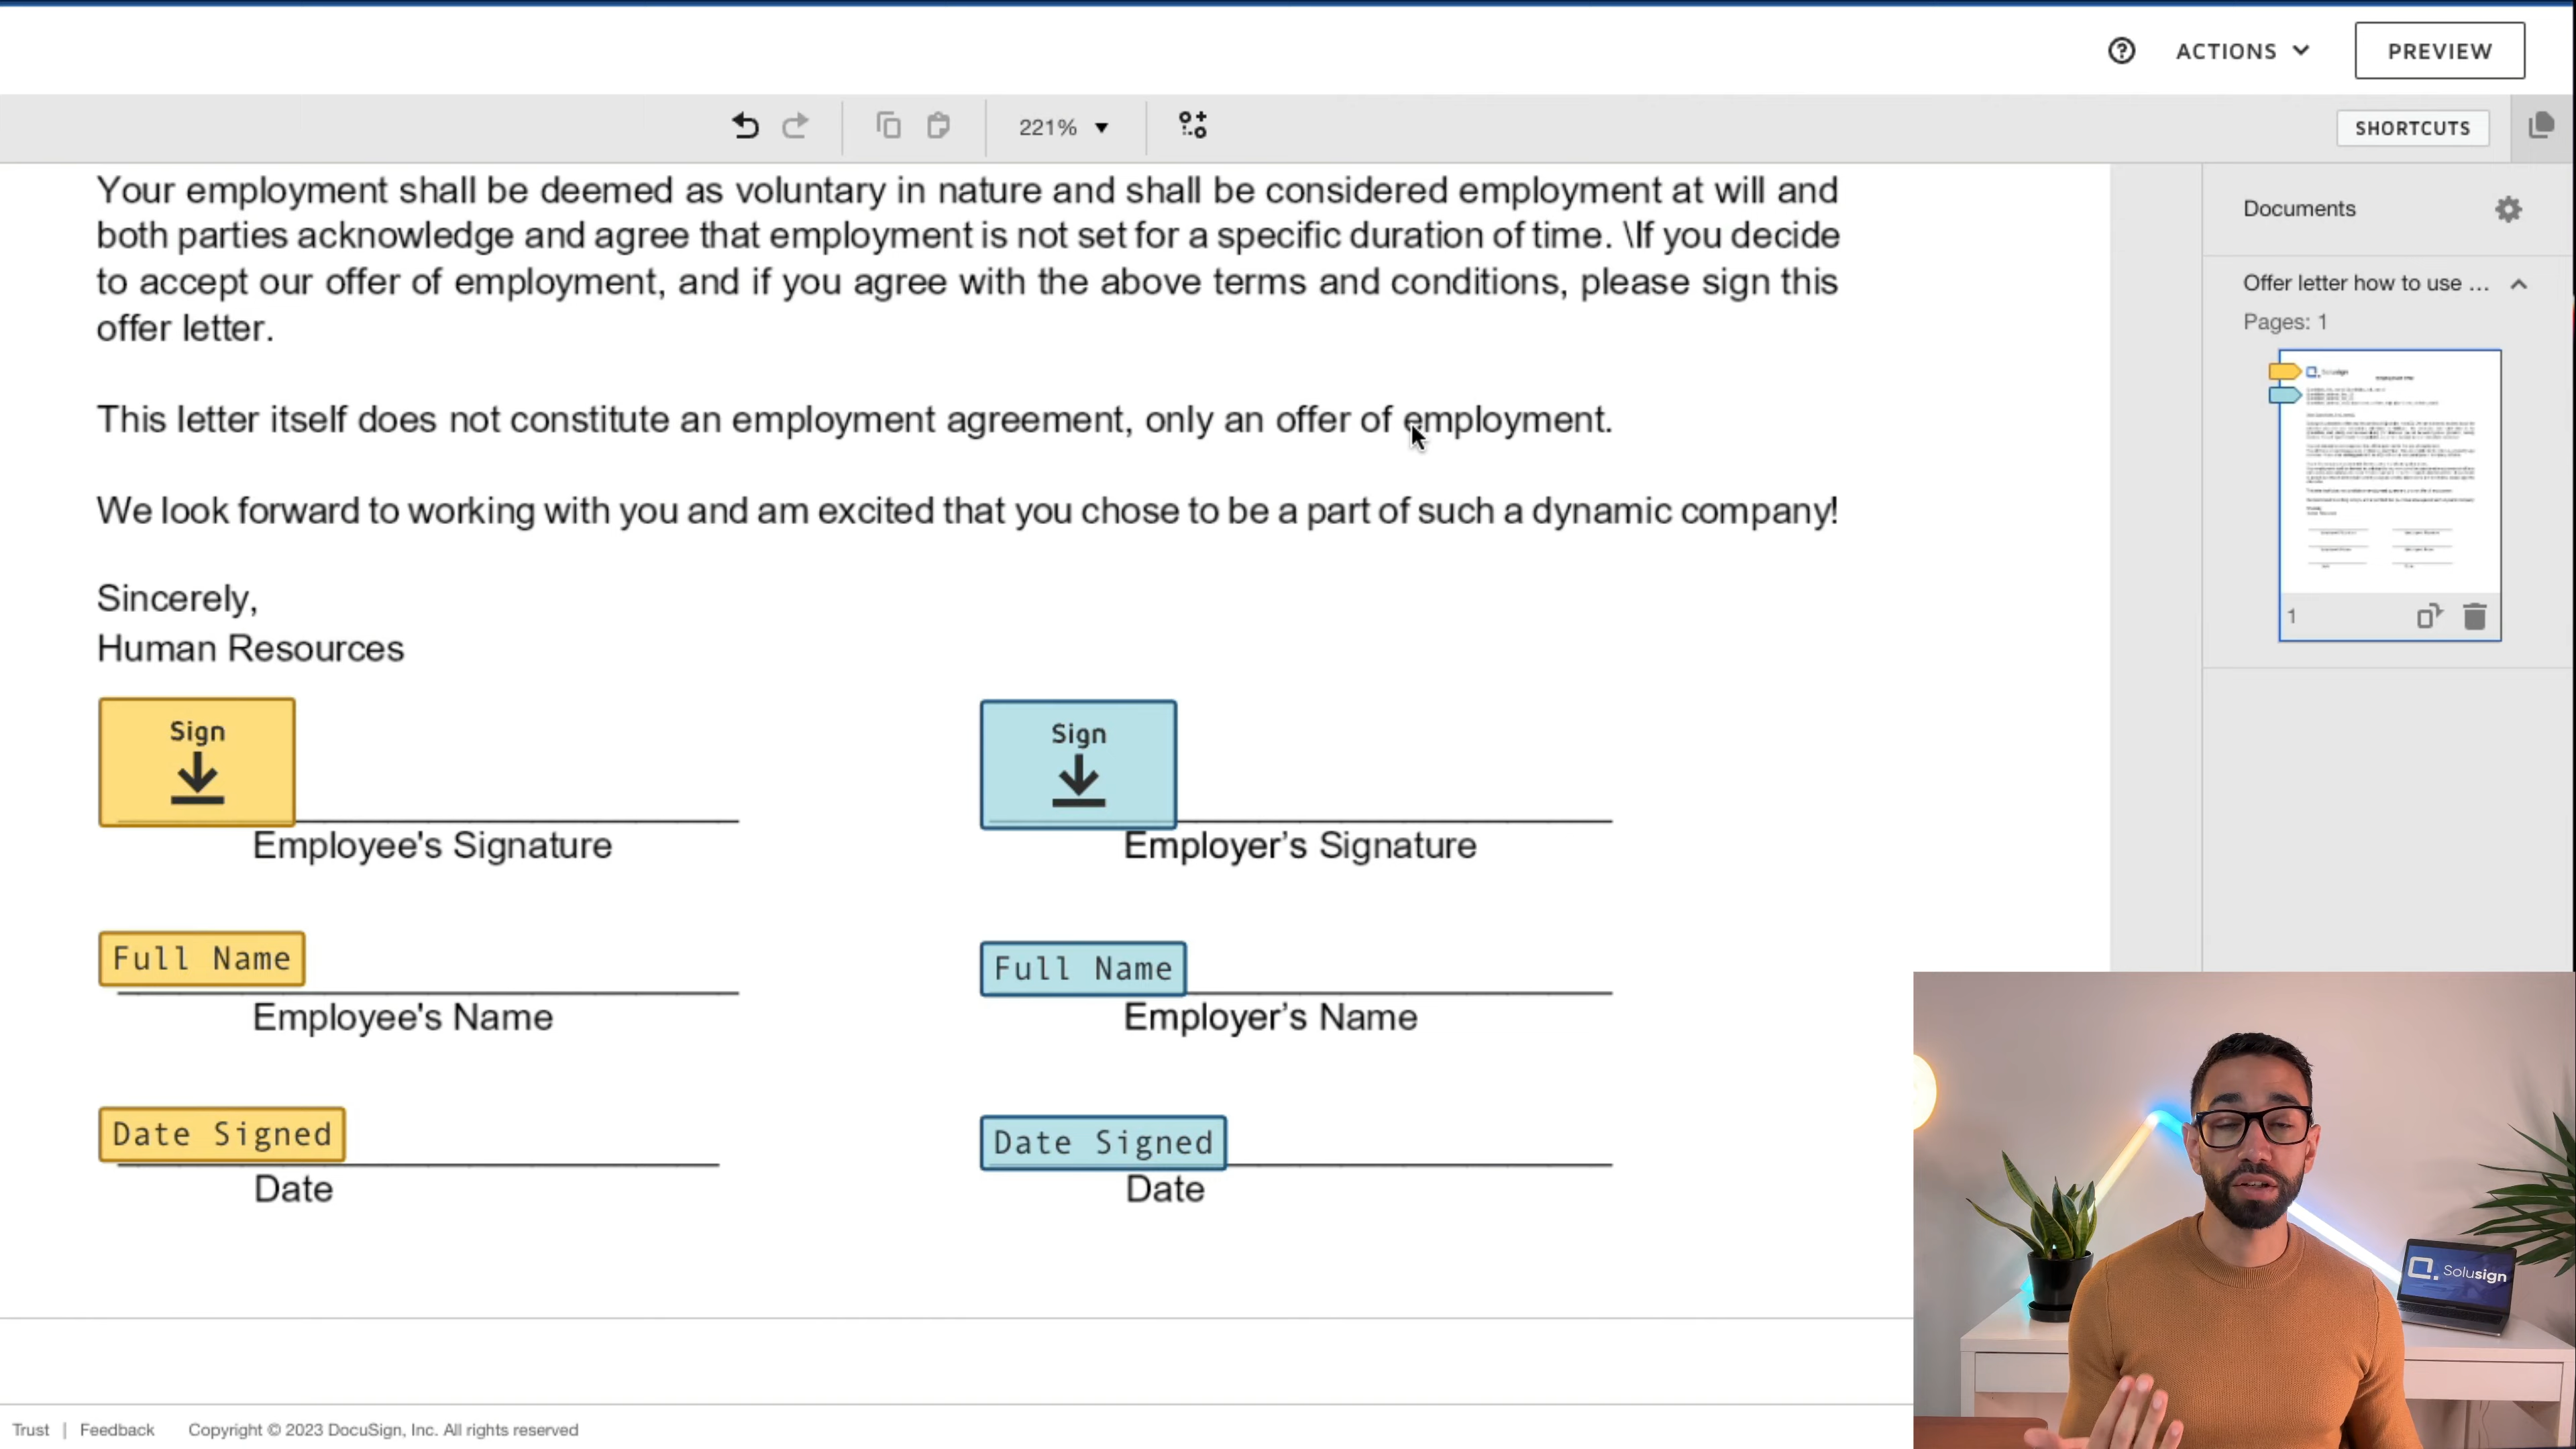 ACTIONS
PREVIEW
221%
SHORTCUTS
Your employment shall be deemed as voluntary in nature and shall be considered employment at will and
both parties acknowledge and agree that employment is not set for a specific duration of time. \If you decide
to accept our offer of employment, and if you agree with the above terms and conditions, please sign this
offer letter.
This letter itself does not constitute an employment agreement, only an offer of employment.
We look forward to working with you and am excited that you chose to be a part of such a dynamic company!
Sincerely,
Human Resources
Sign
Sign
Employee's Signature
Employer’s Signature
Full Name
Full Name
Employee's Name
Employer’s Name
Date Signed
Date Signed
Date
Date
Documents
Offer letter how to use ...
Pages: 1
Solusign
1
Solusign
Trust | Feedback Copyright © 2023 DocuSign, Inc. All rights reserved